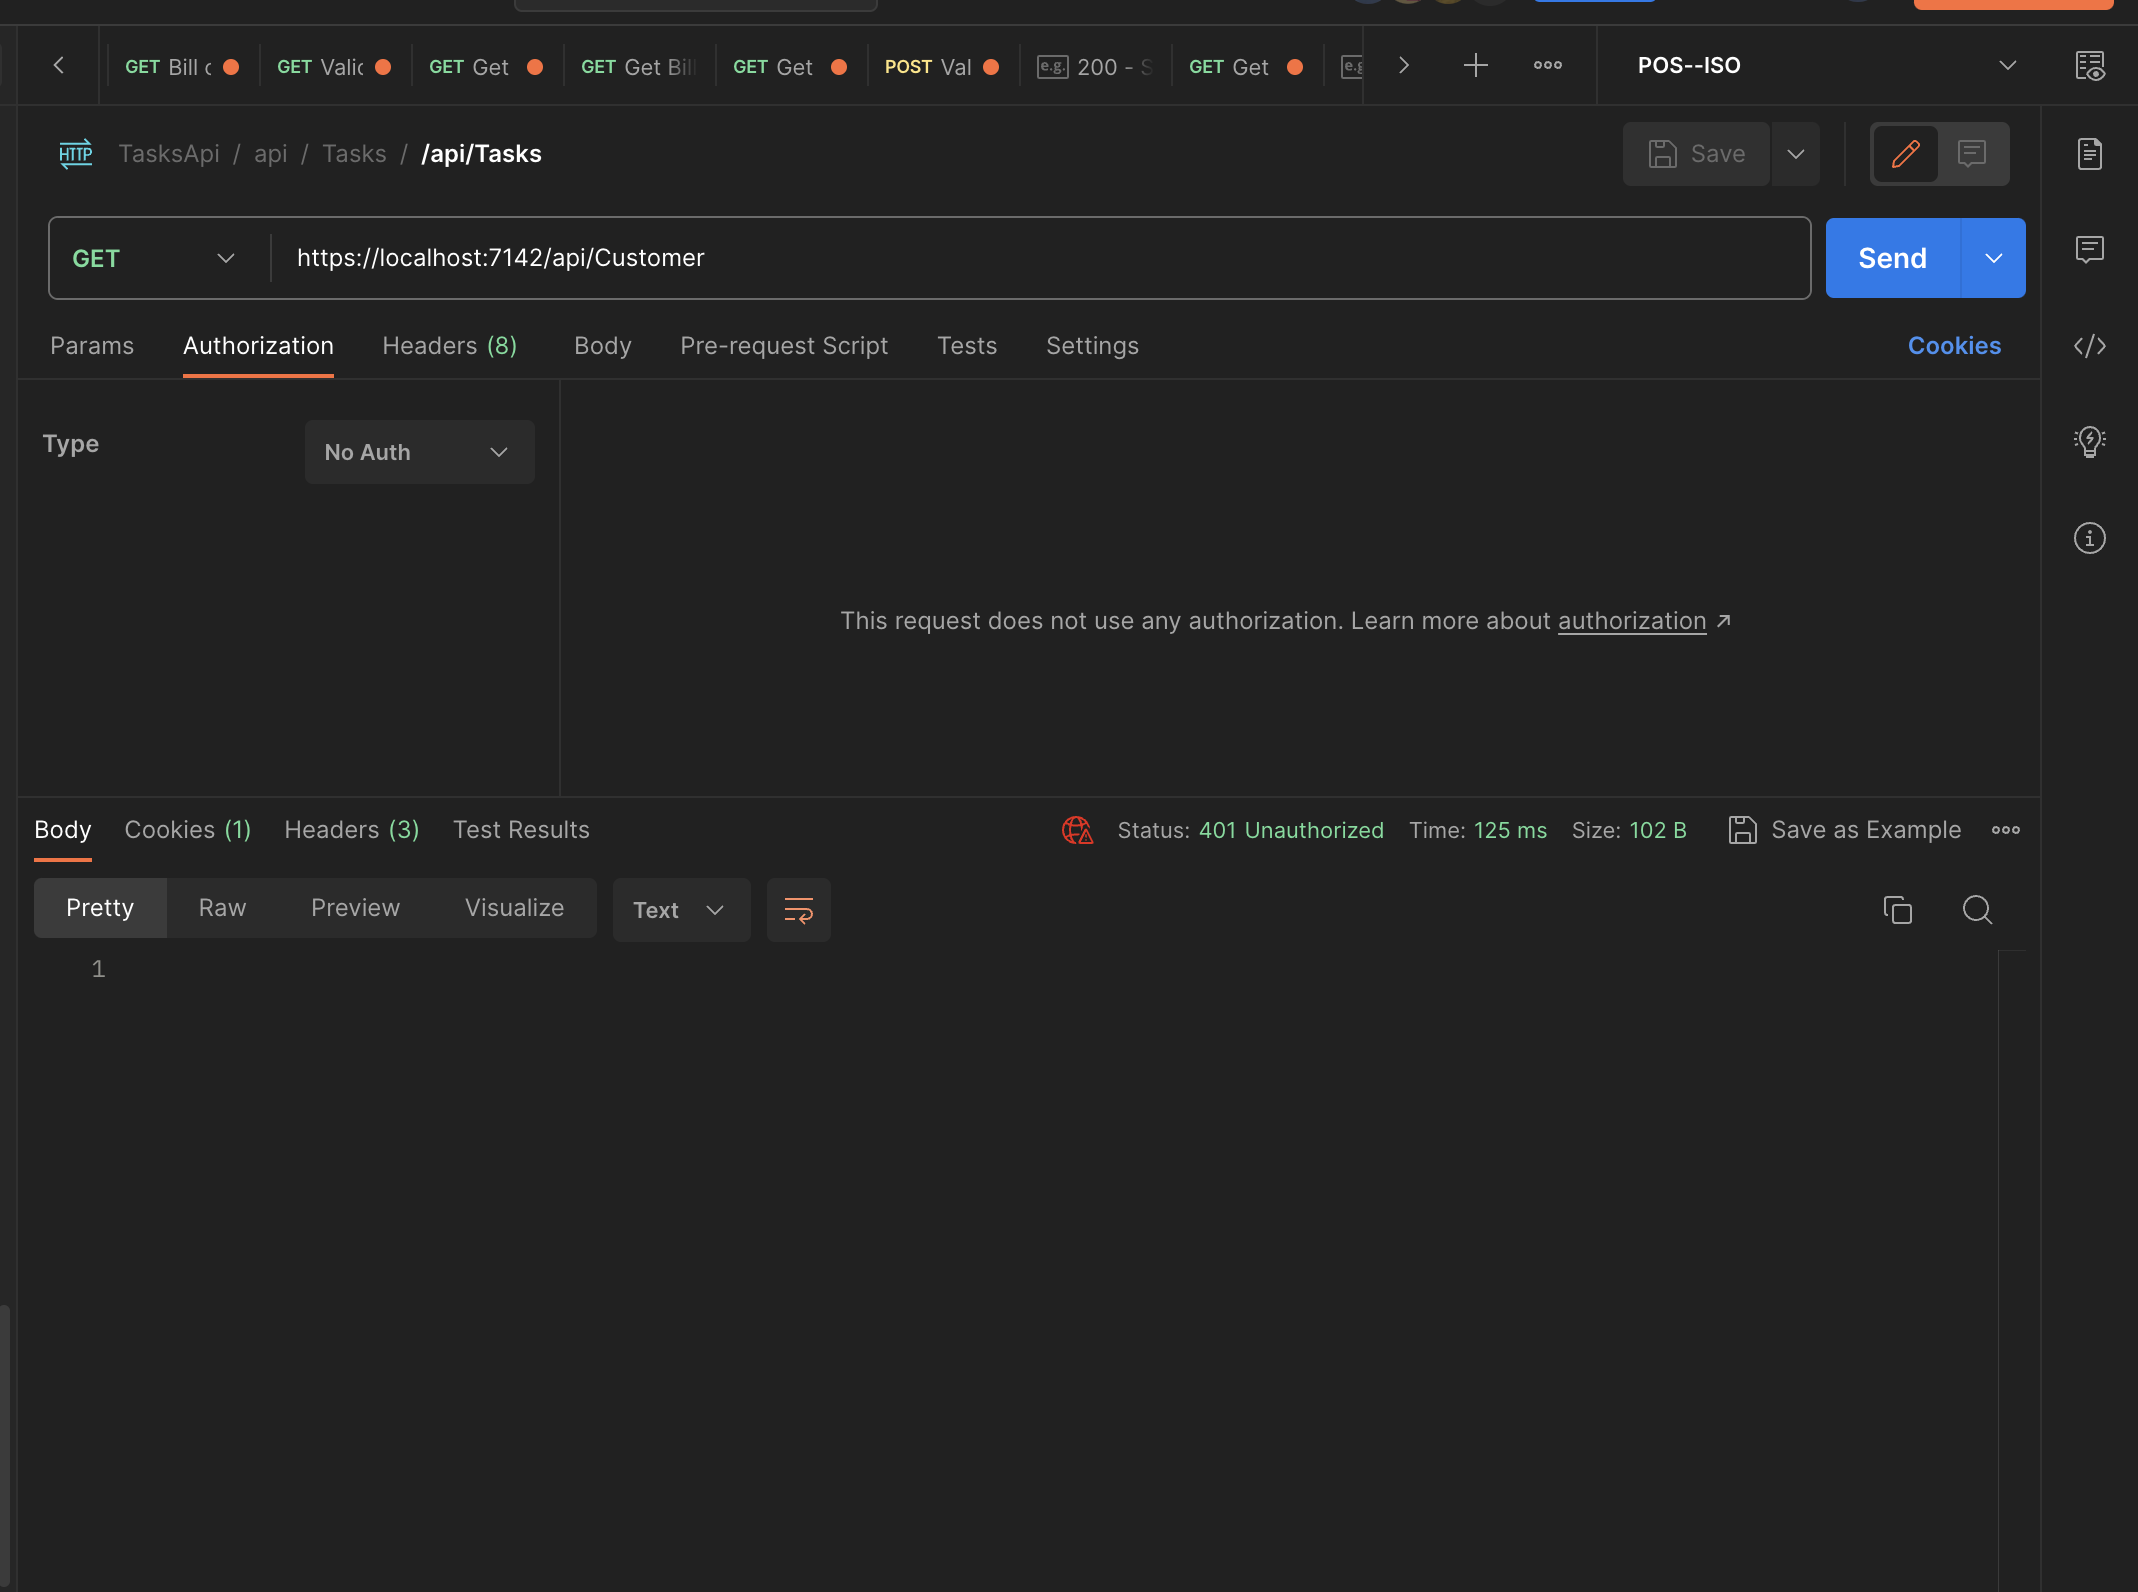 GET Bill GET Valid GET Get GET Get Bill GET Get POST Val e.g. 200 - S GET Get e.g POS--ISO
HTTP TasksApi / api / Tasks / /api/Tasks Save
GET https://localhost:7142/api/Customer Send
Params Authorization Headers (8) Body Pre-request Script Tests Settings Cookies
Type No Auth
This request does not use any authorization. Learn more about authorization ↗
Body Cookies (1) Headers (3) Test Results Status: 401 Unauthorized Time: 125 ms Size: 102 B Save as Example
Pretty Raw Preview Visualize Text
1